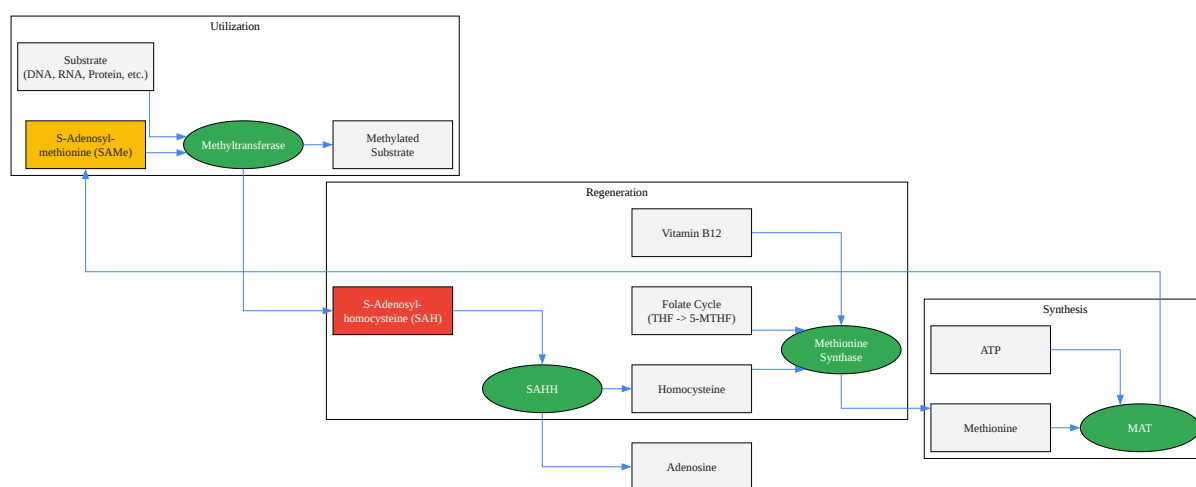 Utilization
Substrate
(DNA, RNA, Protein, etc.)
S-Adenosyl-
methionine (SAMe)
Methyltransferase
Methylated
Substrate
Regeneration
Vitamin B12
S-Adenosyl-
homocysteine (SAH)
Folate Cycle
(THF -> 5-MTHF)
Methionine
Synthase
SAHH
Homocysteine
Adenosine
Synthesis
ATP
Methionine
MAT